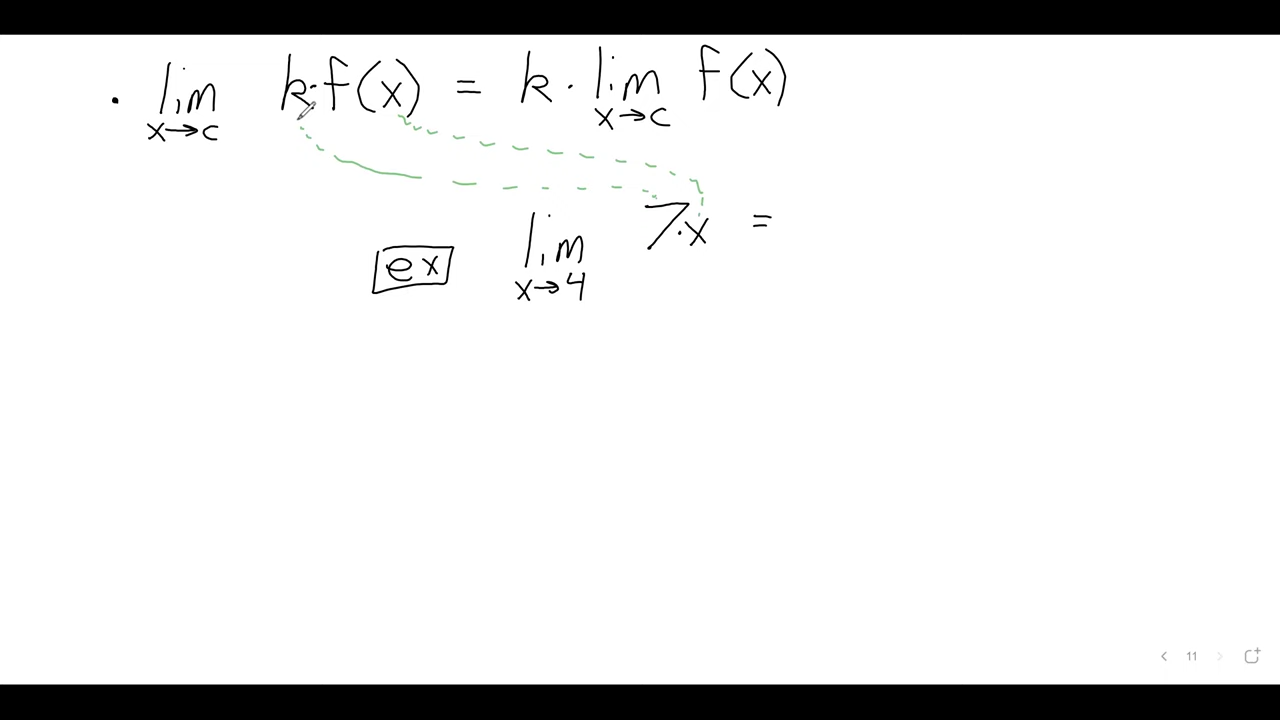 • lim x→c k·f(x) = k · lim x→c f(x)
ex lim x→4 7·x =
11